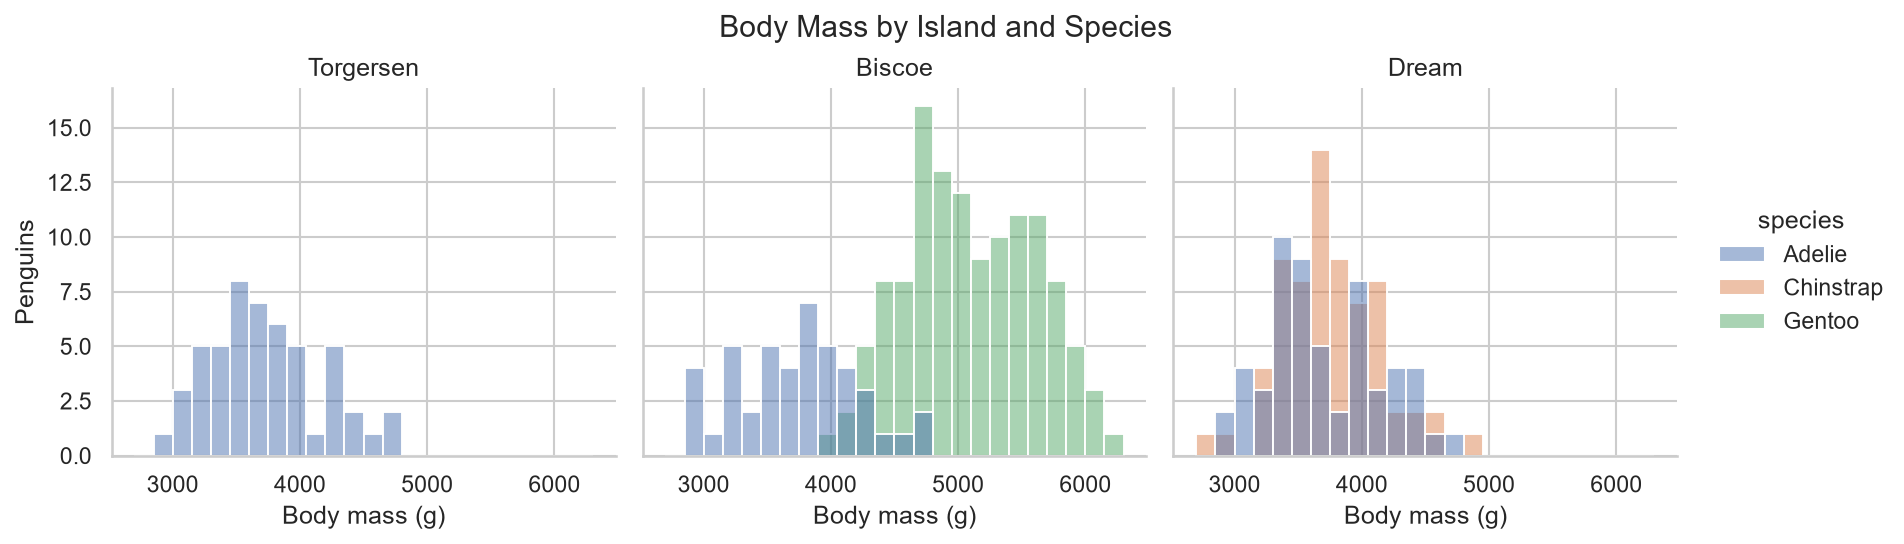 Body Mass by Island and Species
Torgersen
Biscoe
Dream
15.0
12.5
10.0
7.5
5.0
2.5
0.0
Penguins
3000 4000 5000 6000
3000 4000 5000 6000
3000 4000 5000 6000
Body mass (g)
Body mass (g)
Body mass (g)
species
Adelie
Chinstrap
Gentoo